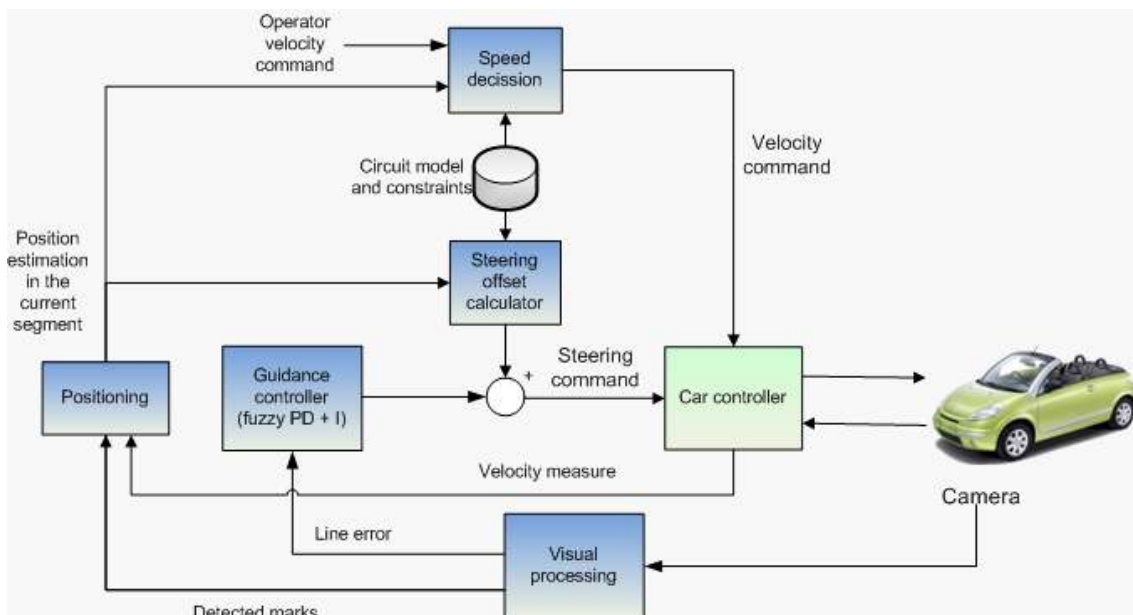 Operator
velocity
command
Speed
decission
Velocity
command
Circuit model
and constraints
Position
estimation
in the
current
segment
Steering
offset
calculator
Steering
command
+
Positioning
Guidance
controller
(fuzzy PD + I)
Car controller
Velocity measure
Camera
Line error
Visual
processing
Detected marks